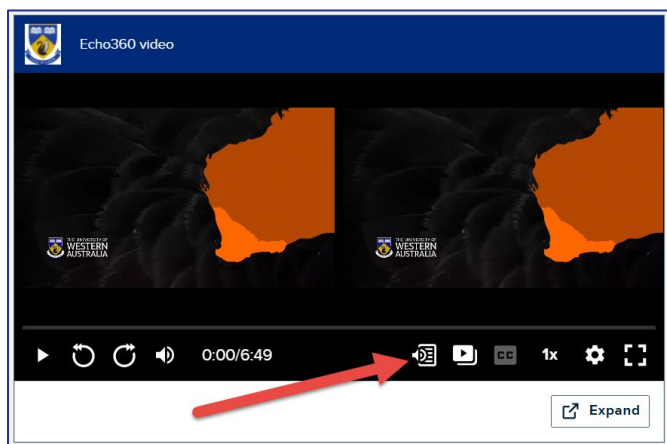 Echo360 video
THE UNIVERSITY OF
WESTERN
AUSTRALIA
THE UNIVERSITY OF
WESTERN
AUSTRALIA
0:00/6:49
CC
1x
Expand